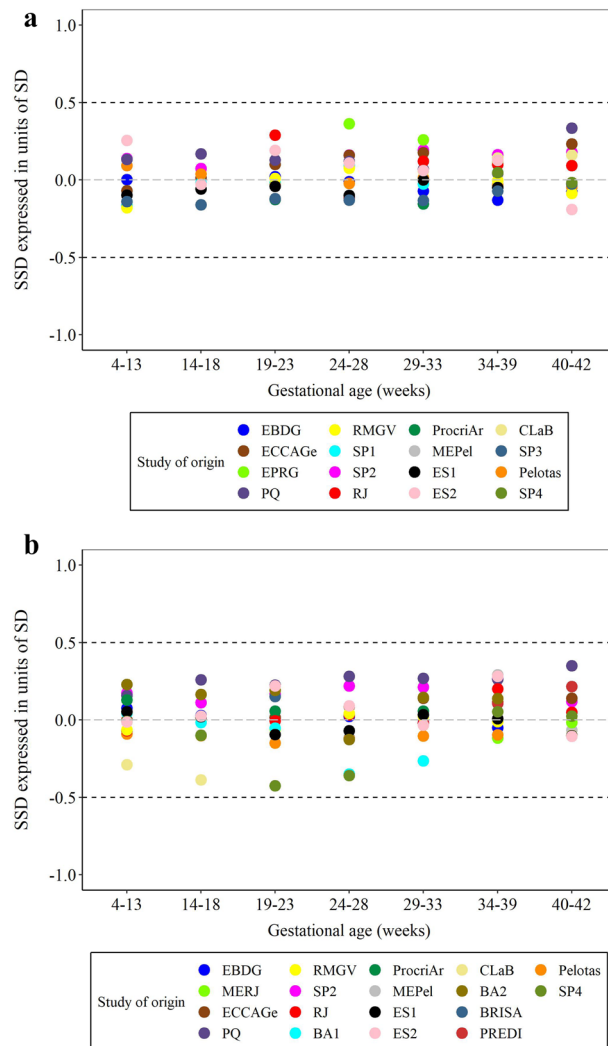 a
SSD expressed in units of SD
1.0
0.5
0.0
-0.5
-1.0
4-13 14-18 19-23 24-28 29-33 34-39 40-42
Gestational age (weeks)
Study of origin
EBDG RMGV ProcriAr CLaB
ECCAGe SP1 MEPel SP3
EPRG SP2 ES1 Pelotas
PQ RJ ES2 SP4
b
SSD expressed in units of SD
1.0
0.5
0.0
-0.5
-1.0
4-13 14-18 19-23 24-28 29-33 34-39 40-42
Gestational age (weeks)
Study of origin
EBDG RMGV ProcriAr CLaB Pelotas
MERJ SP2 MEPel BA2 SP4
ECCAGe RJ ES1 BRISA
PQ BA1 ES2 PREDI